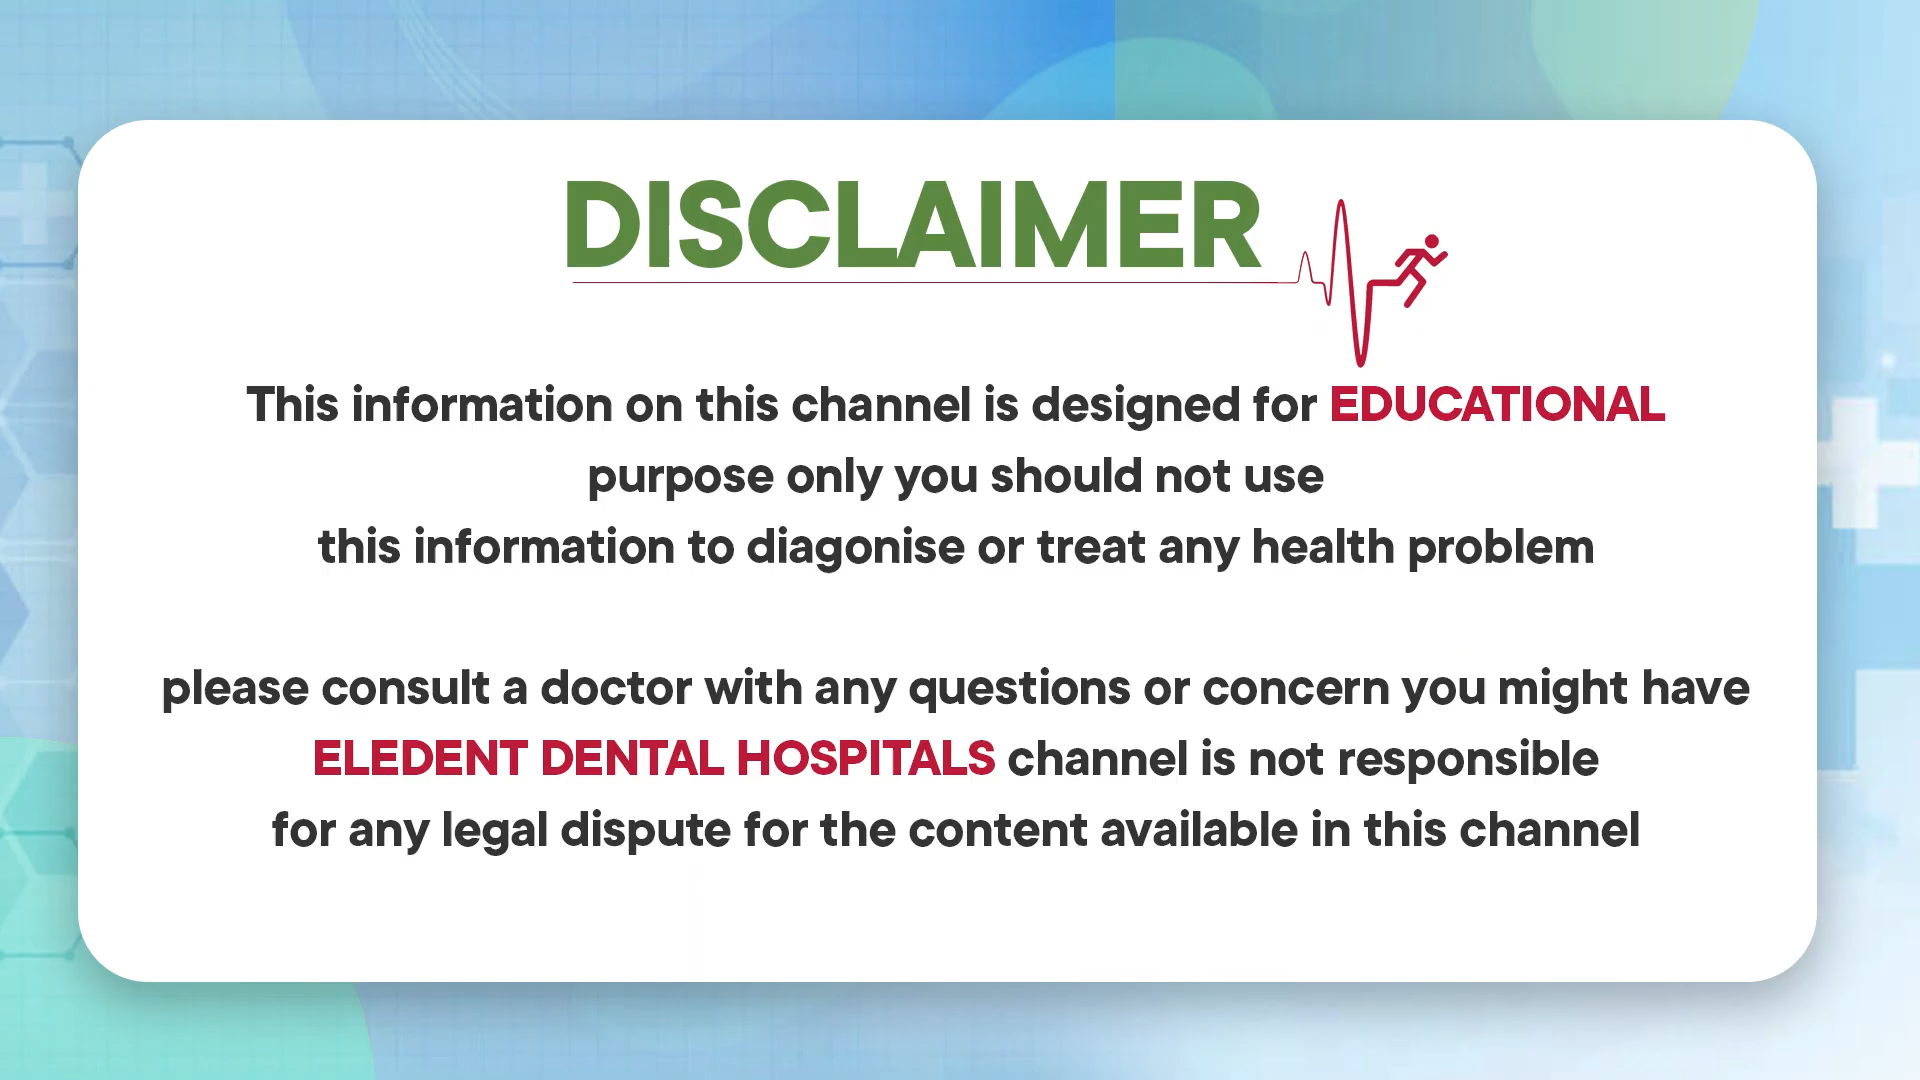 DISCLAIMER
This information on this channel is designed for EDUCATIONAL
purpose only you should not use
this information to diagonise or treat any health problem
please consult a doctor with any questions or concern you might have
ELEDENT DENTAL HOSPITALS channel is not responsible
for any legal dispute for the content available in this channel